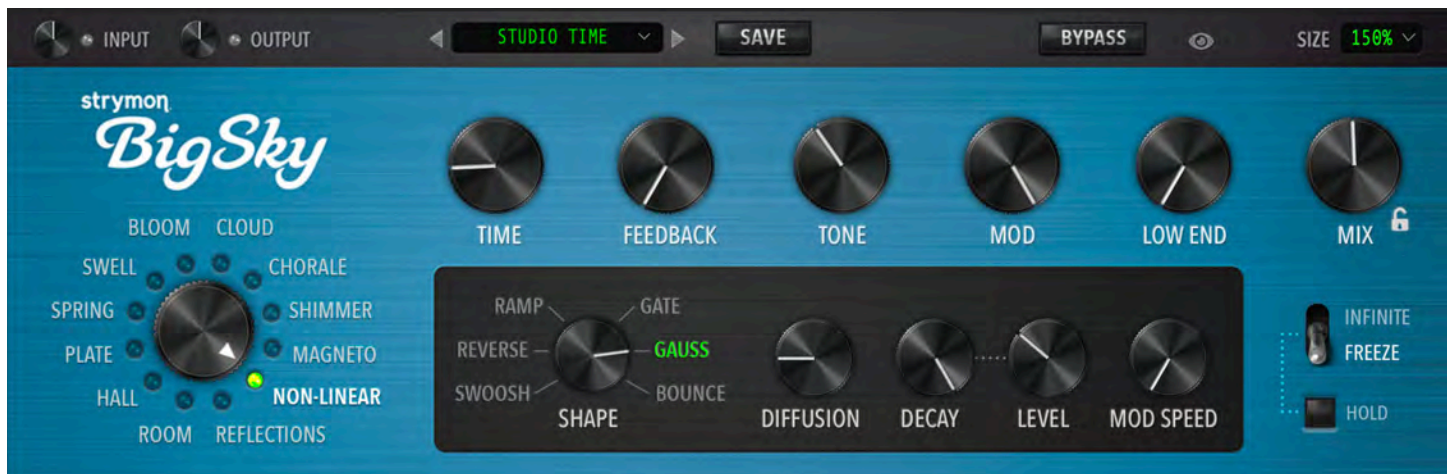 INPUT OUTPUT STUDIO TIME SAVE BYPASS SIZE 150%
strymon
BigSky
TIME FEEDBACK TONE MOD LOW END MIX
BLOOM CLOUD
SWELL CHORALE
SPRING SHIMMER
PLATE MAGNETO
HALL NON-LINEAR
ROOM REFLECTIONS
RAMP GATE
REVERSE GAUSS
SWOOSH BOUNCE
SHAPE DIFFUSION DECAY LEVEL MOD SPEED
INFINITE
FREEZE
HOLD